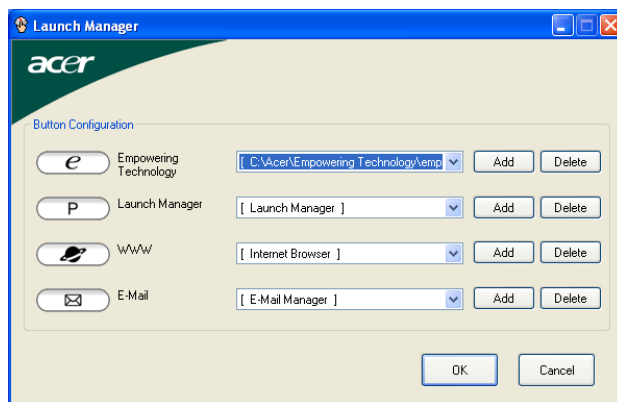 Launch Manager
acer
Button Configuration
e Empowering Technology [ C:\Acer\Empowering Technology\emp Add Delete
P Launch Manager [ Launch Manager ] Add Delete
WWW [ Internet Browser ] Add Delete
E-Mail [ E-Mail Manager ] Add Delete
OK Cancel